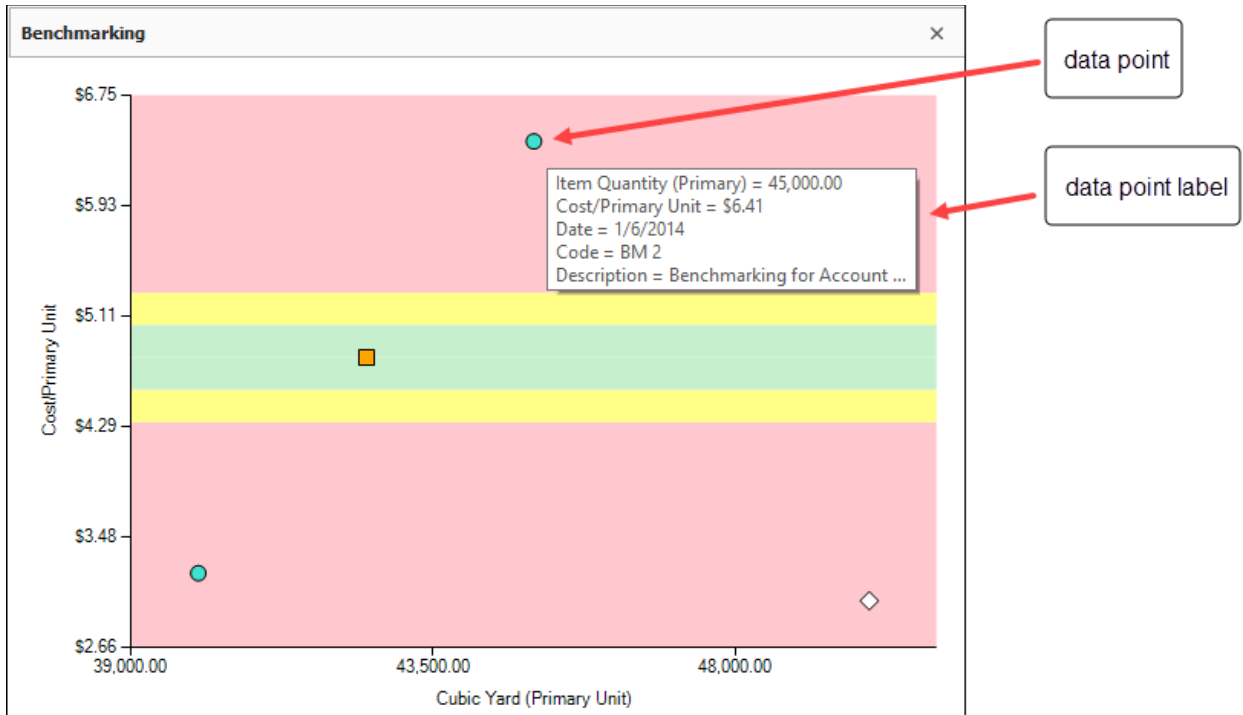 Benchmarking
data point
$6.75
Item Quantity (Primary) = 45,000.00
data point label
$5.93
Cost/Primary Unit = $6.41
Date = 1/6/2014
Code = BM 2
Description = Benchmarking for Account ...
$5.11
Cost/Primary Unit
$4.29
$3.48
$2.66
39,000.00 43,500.00 48,000.00
Cubic Yard (Primary Unit)